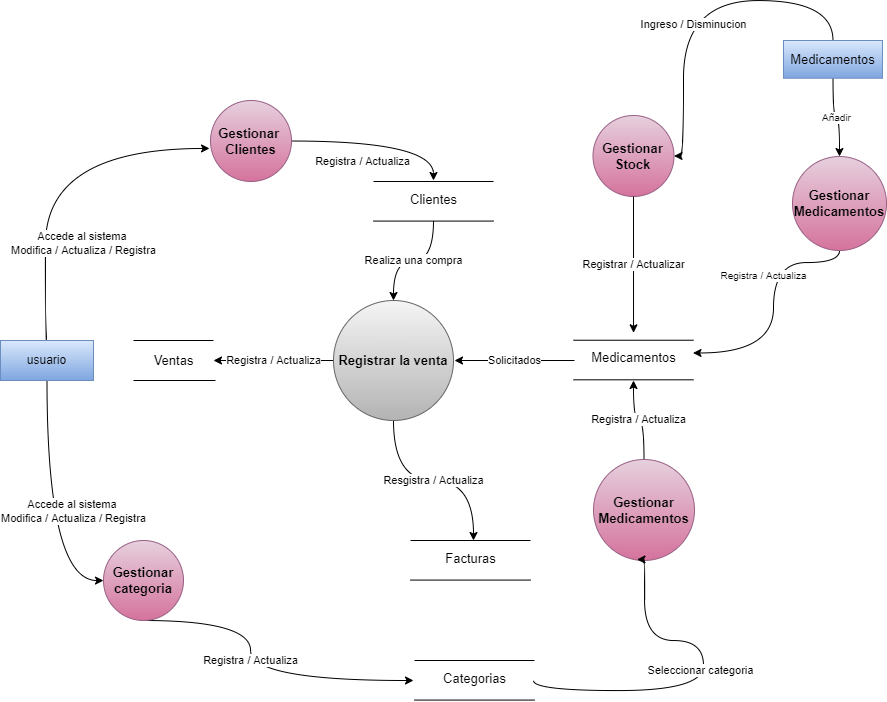 Ingreso / Disminucion
Medicamentos
Añadir
Gestionar
Clientes
Registra / Actualiza
Gestionar
Stock
Gestionar
Medicamentos
Clientes
Accede al sistema
Modifica / Actualiza / Registra
Realiza una compra
Registrar / Actualizar
Registra / Actualiza
usuario
Ventas
Registra / Actualiza
Registrar la venta
Solicitados
Medicamentos
Registra / Actualiza
Resgistra / Actualiza
Gestionar
Medicamentos
Accede al sistema
Modifica / Actualiza / Registra
Facturas
Gestionar
categoria
Registra / Actualiza
Categorias
Seleccionar categoria